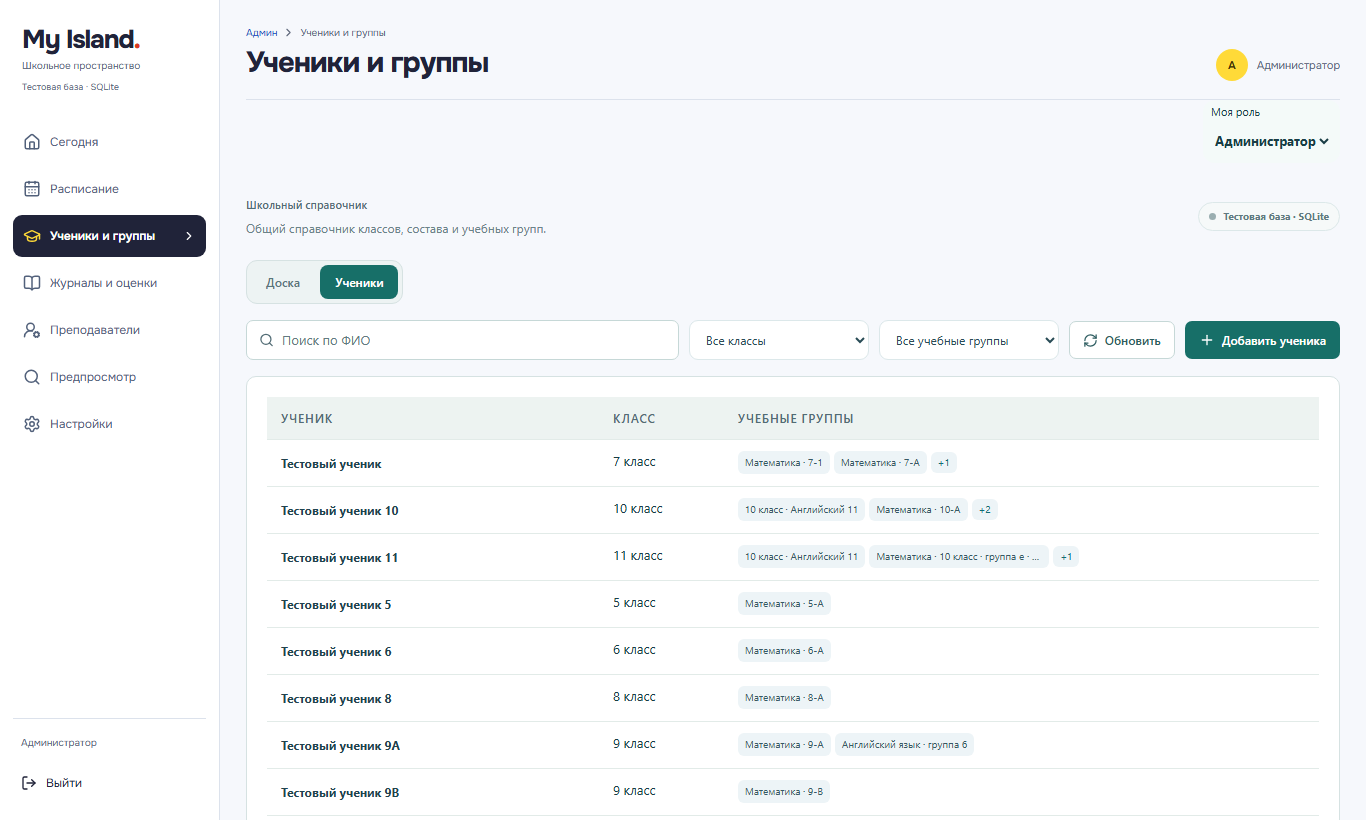 My Island.
Школьное пространство
Тестовая база · SQLite
Сегодня
Расписание
Ученики и группы
Журналы и оценки
Преподаватели
Предпросмотр
Настройки
Администратор
Выйти
Админ > Ученики и группы
Ученики и группы
А Администратор
Моя роль
Администратор
Школьный справочник
Общий справочник классов, состава и учебных групп.
Тестовая база · SQLite
Доска Ученики
Поиск по ФИО Все классы Все учебные группы Обновить + Добавить ученика
УЧЕНИК КЛАСС УЧЕБНЫЕ ГРУППЫ
Тестовый ученик 7 класс Математика · 7-1 Математика · 7-А +1
Тестовый ученик 10 10 класс 10 класс · Английский 11 Математика · 10-А +2
Тестовый ученик 11 11 класс 10 класс · Английский 11 Математика · 10 класс · группа е · ... +1
Тестовый ученик 5 5 класс Математика · 5-А
Тестовый ученик 6 6 класс Математика · 6-А
Тестовый ученик 8 8 класс Математика · 8-А
Тестовый ученик 9А 9 класс Математика · 9-А Английский язык · группа 6
Тестовый ученик 9В 9 класс Математика · 9-В